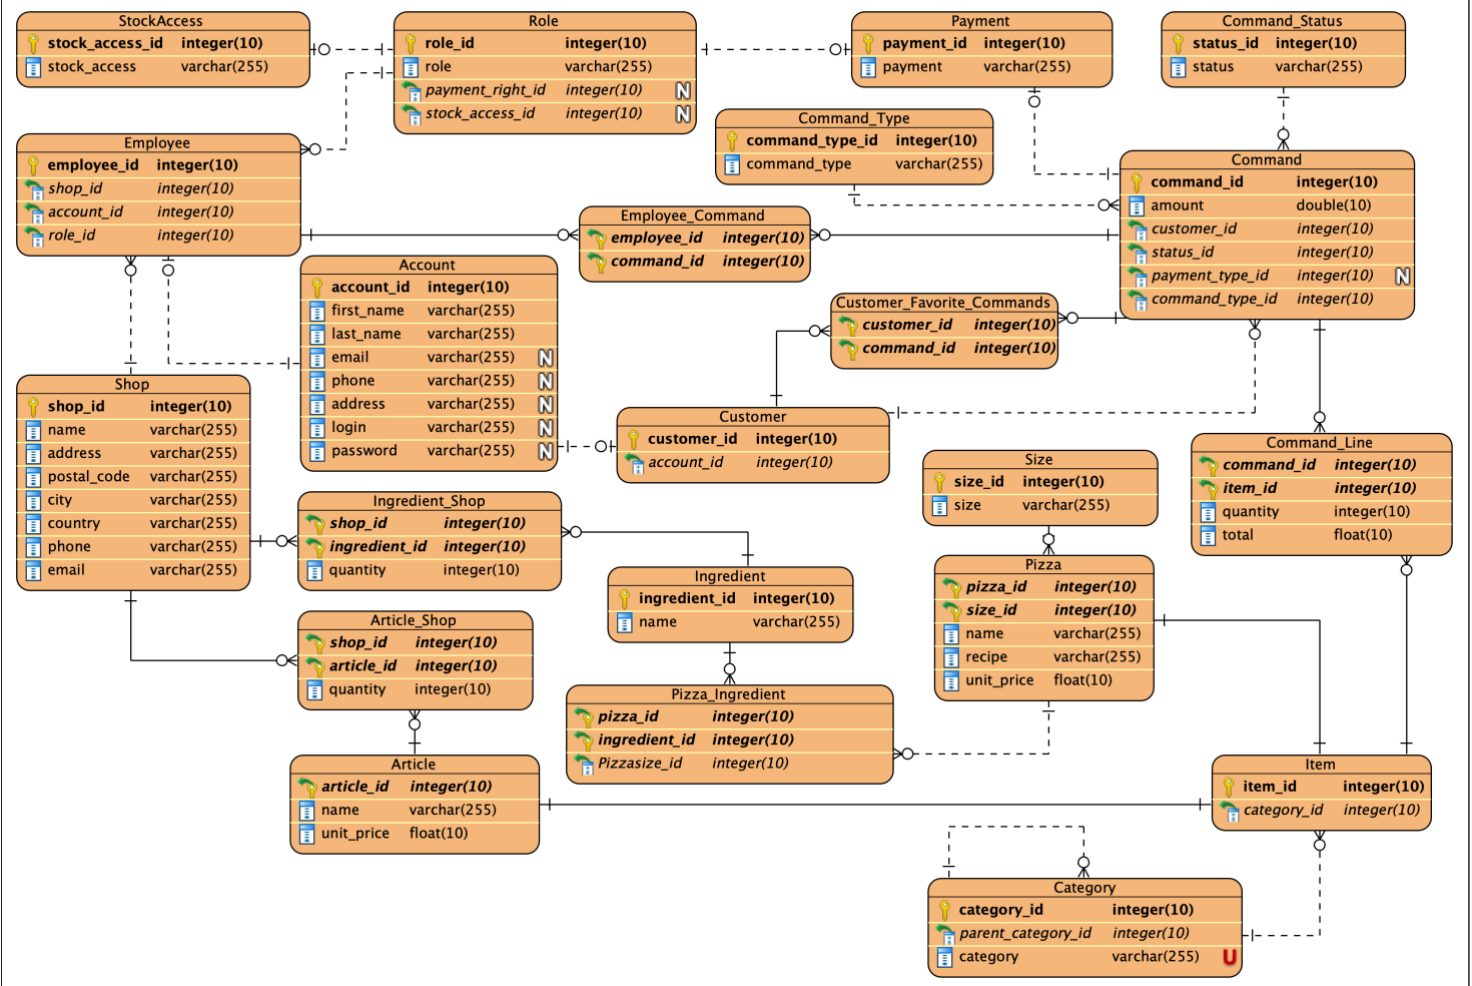 StockAccess
stock_access_id integer(10)
stock_access varchar(255)
Role
role_id integer(10)
role varchar(255)
payment_right_id integer(10) N
stock_access_id integer(10) N
Payment
payment_id integer(10)
payment varchar(255)
Command_Status
status_id integer(10)
status varchar(255)
Command_Type
command_type_id integer(10)
command_type varchar(255)
Employee
employee_id integer(10)
shop_id integer(10)
account_id integer(10)
role_id integer(10)
Command
command_id integer(10)
amount double(10)
customer_id integer(10)
status_id integer(10)
payment_type_id integer(10) N
command_type_id integer(10)
Employee_Command
employee_id integer(10)
command_id integer(10)
Account
account_id integer(10)
first_name varchar(255)
last_name varchar(255)
email varchar(255) N
phone varchar(255) N
address varchar(255) N
login varchar(255) N
password varchar(255) N
Customer_Favorite_Commands
customer_id integer(10)
command_id integer(10)
Shop
shop_id integer(10)
name varchar(255)
address varchar(255)
postal_code varchar(255)
city varchar(255)
country varchar(255)
phone varchar(255)
email varchar(255)
Customer
customer_id integer(10)
account_id integer(10)
Command_Line
command_id integer(10)
item_id integer(10)
quantity integer(10)
total float(10)
Size
size_id integer(10)
size varchar(255)
Ingredient_Shop
shop_id integer(10)
ingredient_id integer(10)
quantity integer(10)
Pizza
pizza_id integer(10)
size_id integer(10)
name varchar(255)
recipe varchar(255)
unit_price float(10)
Ingredient
ingredient_id integer(10)
name varchar(255)
Article_Shop
shop_id integer(10)
article_id integer(10)
quantity integer(10)
Pizza_Ingredient
pizza_id integer(10)
ingredient_id integer(10)
Pizzasize_id integer(10)
Article
article_id integer(10)
name varchar(255)
unit_price float(10)
Item
item_id integer(10)
category_id integer(10)
Category
category_id integer(10)
parent_category_id integer(10)
category varchar(255) U